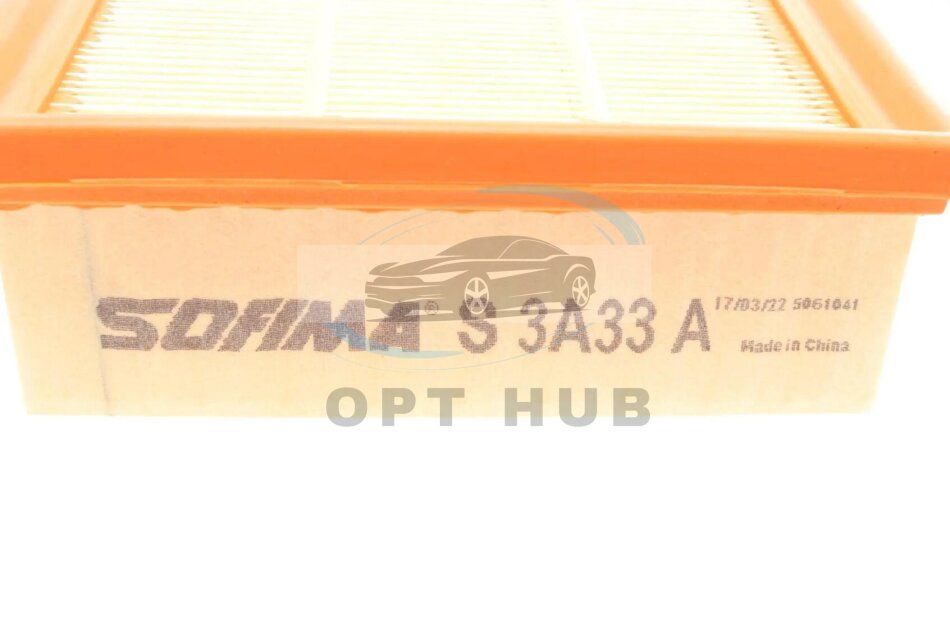 SOFIMA® S 3A33 A 17/03/22 5061041
Made in China
OPT HUB